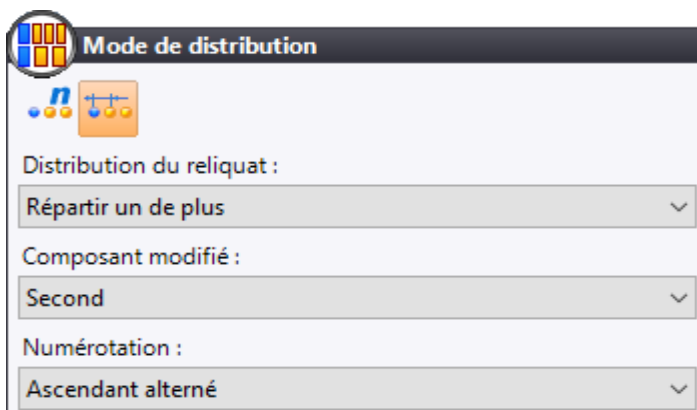 Mode de distribution
n
Distribution du reliquat :
Répartir un de plus
Composant modifié :
Second
Numérotation :
Ascendant alterné